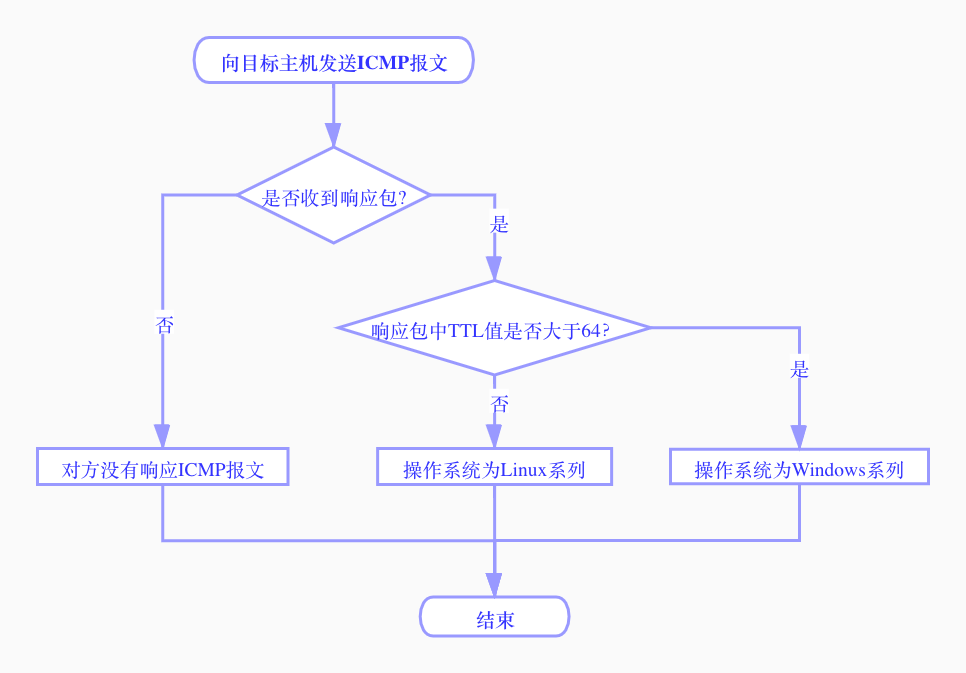 向目标主机发送ICMP报文
是否收到响应包?
是
否
响应包中TTL值是否大于64?
是
否
对方没有响应ICMP报文
操作系统为Linux系列
操作系统为Windows系列
结束